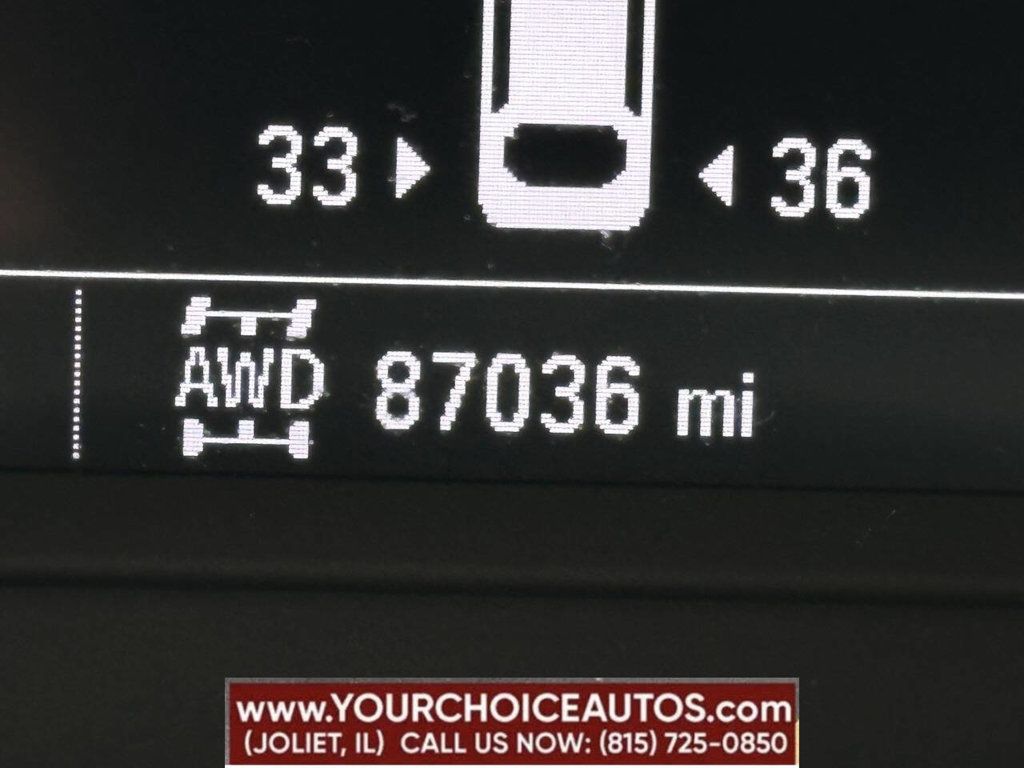 33 36
AWD 87036 mi
www.YOURCHOICEAUTOS.com
(JOLIET, IL) CALL US NOW: (815) 725-0850